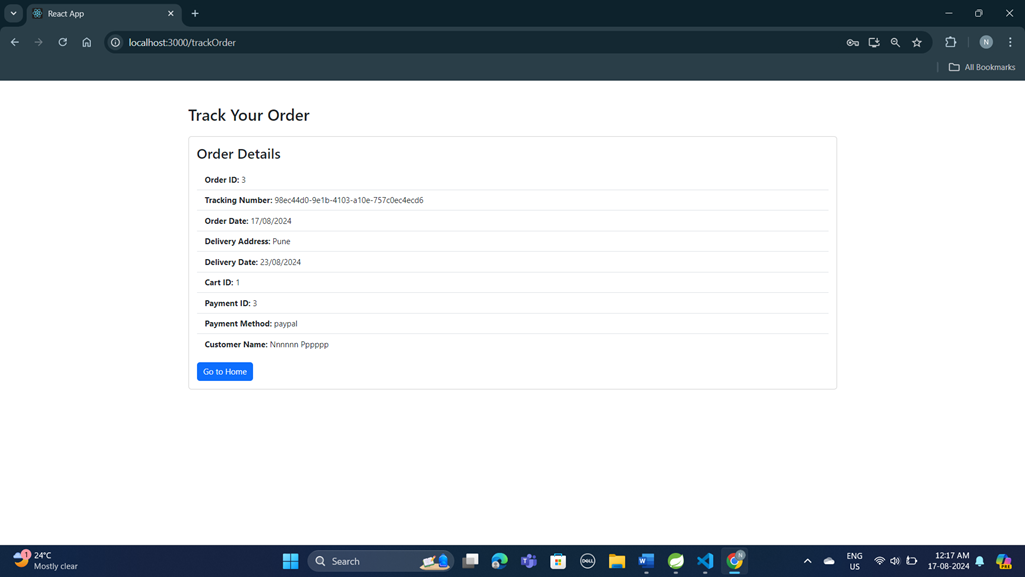 React App
localhost:3000/trackOrder
N
All Bookmarks
Track Your Order
Order Details
Order ID: 3
Tracking Number: 98ec44d0-9e1b-4103-a10e-757c0ec4ecd6
Order Date: 17/08/2024
Delivery Address: Pune
Delivery Date: 23/08/2024
Cart ID: 1
Payment ID: 3
Payment Method: paypal
Customer Name: Nnnnnn Pppppp
Go to Home
1
24°C
Mostly clear
Search
DELL
W
N
ENG
US
12:17 AM
17-08-2024